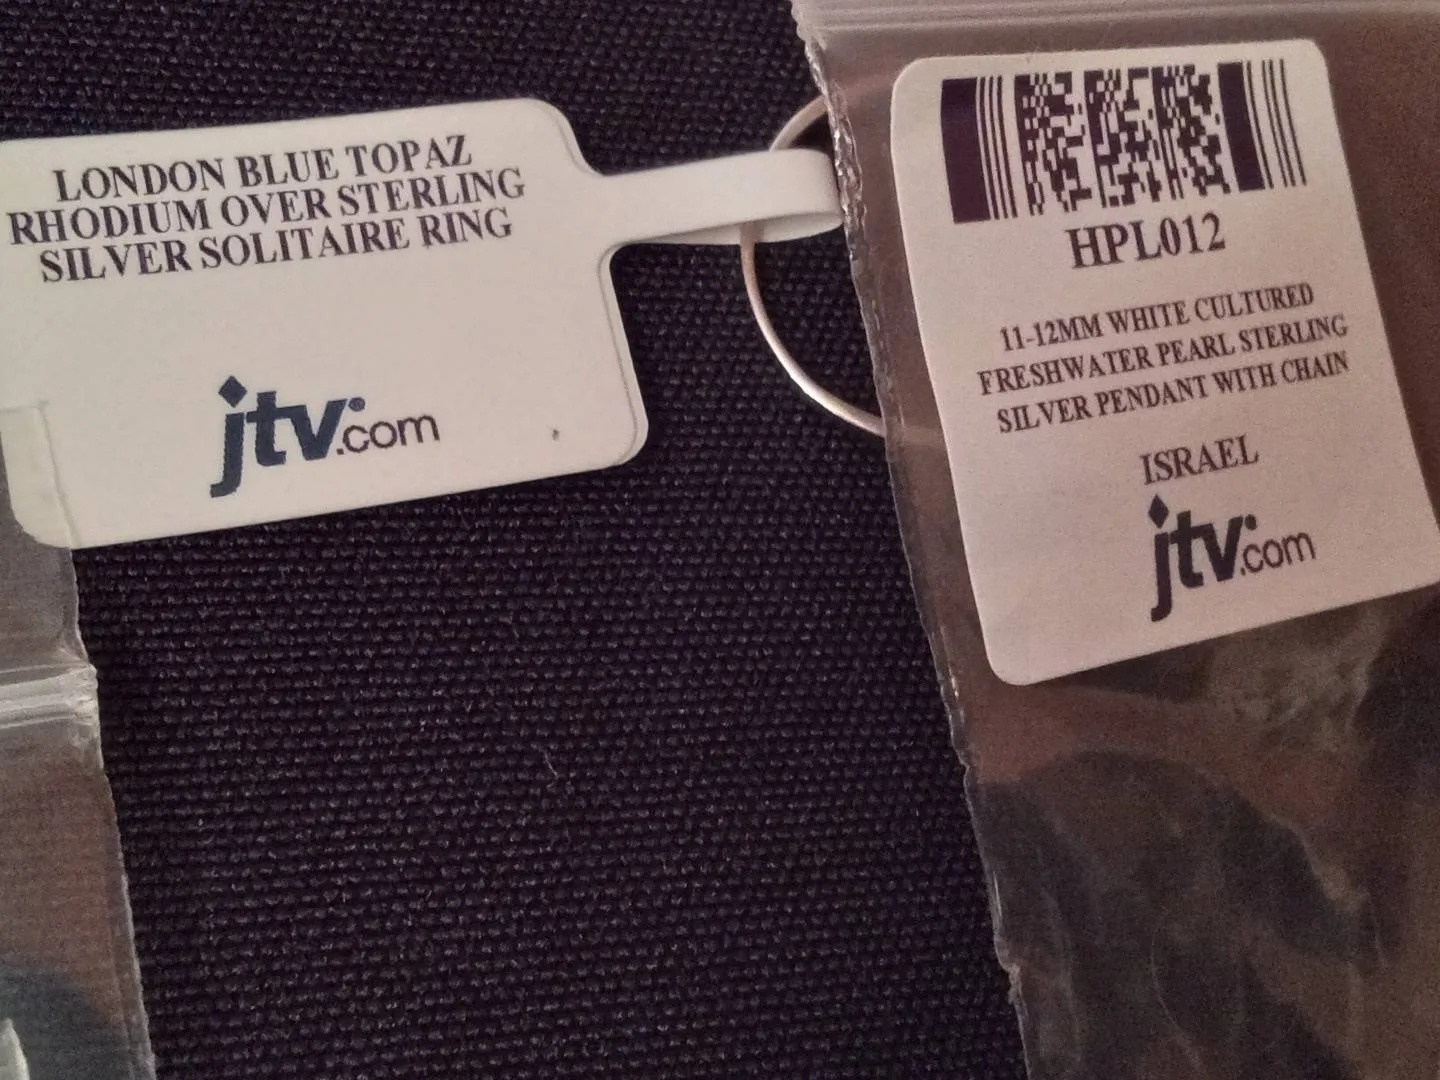 LONDON BLUE TOPAZ
RHODIUM OVER STERLING
SILVER SOLITAIRE RING
jtv.com
HPL012
11-12MM WHITE CULTURED
FRESHWATER PEARL STERLING
SILVER PENDANT WITH CHAIN
ISRAEL
jtv.com